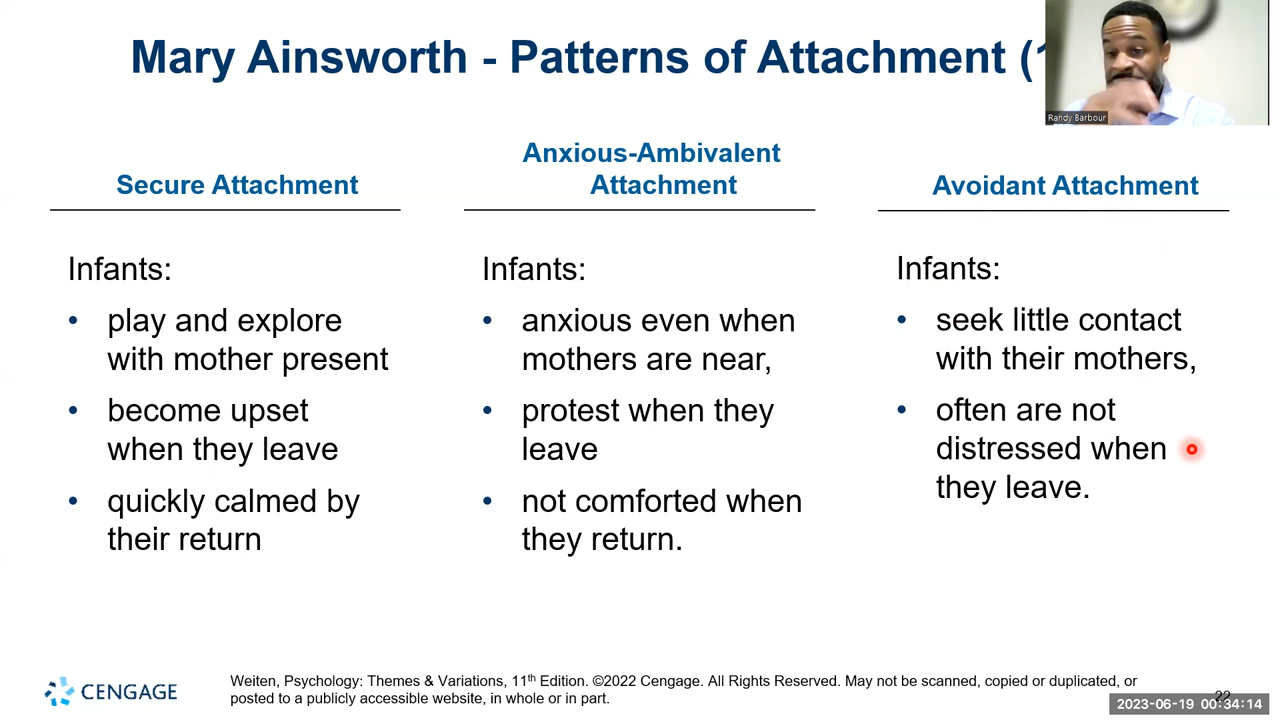 Mary Ainsworth - Patterns of Attachment (
Randy Barbour
Secure Attachment
Infants:
• play and explore
with mother present
• become upset
when they leave
• quickly calmed by
their return
Anxious-Ambivalent
Attachment
Infants:
• anxious even when
mothers are near,
• protest when they
leave
• not comforted when
they return.
Avoidant Attachment
Infants:
• seek little contact
with their mothers,
• often are not
distressed when
they leave.
CENGAGE
Weiten, Psychology: Themes & Variations, 11th Edition. ©2022 Cengage. All Rights Reserved. May not be scanned, copied or duplicated, or
posted to a publicly accessible website, in whole or in part.
22
2023-06-19 00:34:14